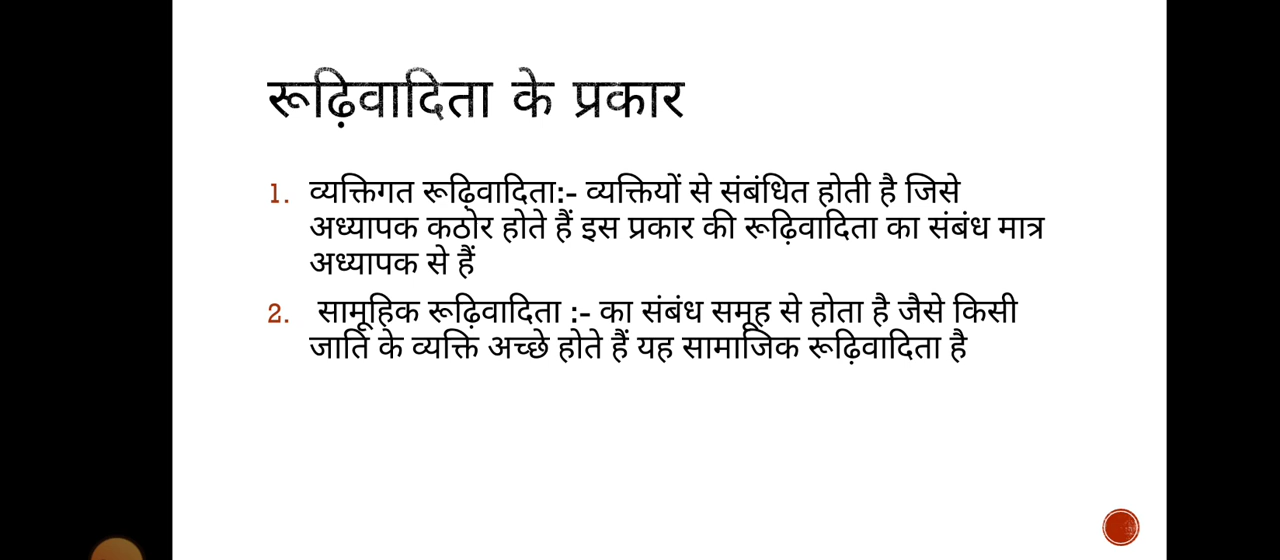 रूढ़िवादिता के प्रकार
1. व्यक्तिगत रूढ़िवादिता:- व्यक्तियों से संबंधित होती है जिसे
अध्यापक कठोर होते हैं इस प्रकार की रूढ़िवादिता का संबंध मात्र
अध्यापक से हैं
2. सामूहिक रूढ़िवादिता :- का संबंध समूह से होता है जैसे किसी
जाति के व्यक्ति अच्छे होते हैं यह सामाजिक रूढ़िवादिता है